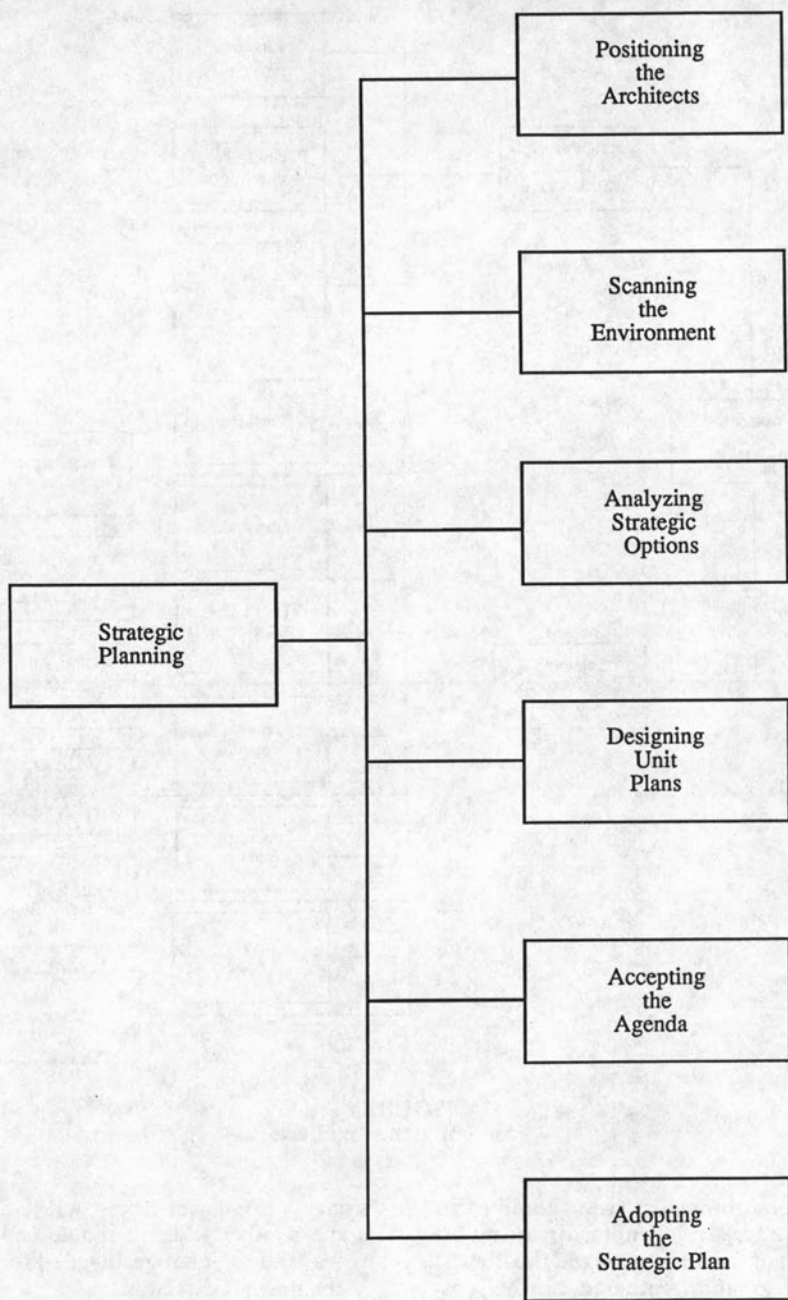 Positioning
the
Architects
Scanning
the
Environment
Analyzing
Strategic
Options
Strategic
Planning
Designing
Unit
Plans
Accepting
the
Agenda
Adopting
the
Strategic Plan